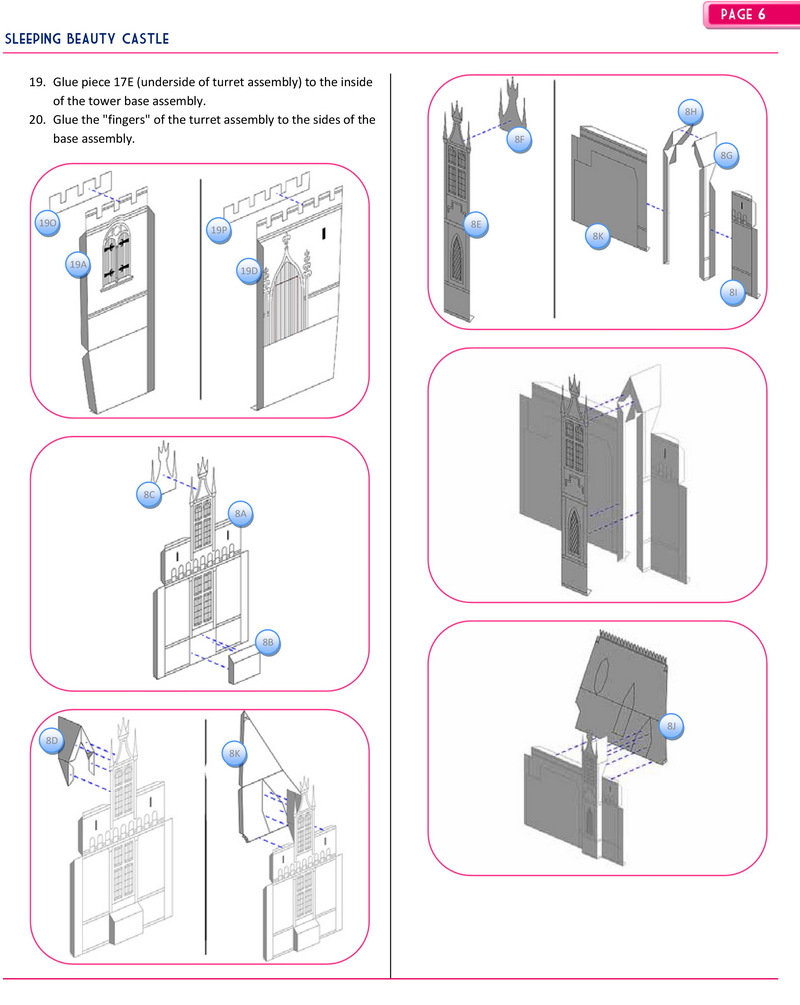 PAGE 6
SLEEPING BEAUTY CASTLE
19. Glue piece 17E (underside of turret assembly) to the inside
of the tower base assembly.
20. Glue the "fingers" of the turret assembly to the sides of the
base assembly.
19O
19A
19P
19D
8C
8A
8B
8D
8K
8F
8E
8H
8G
8K
8I
8J